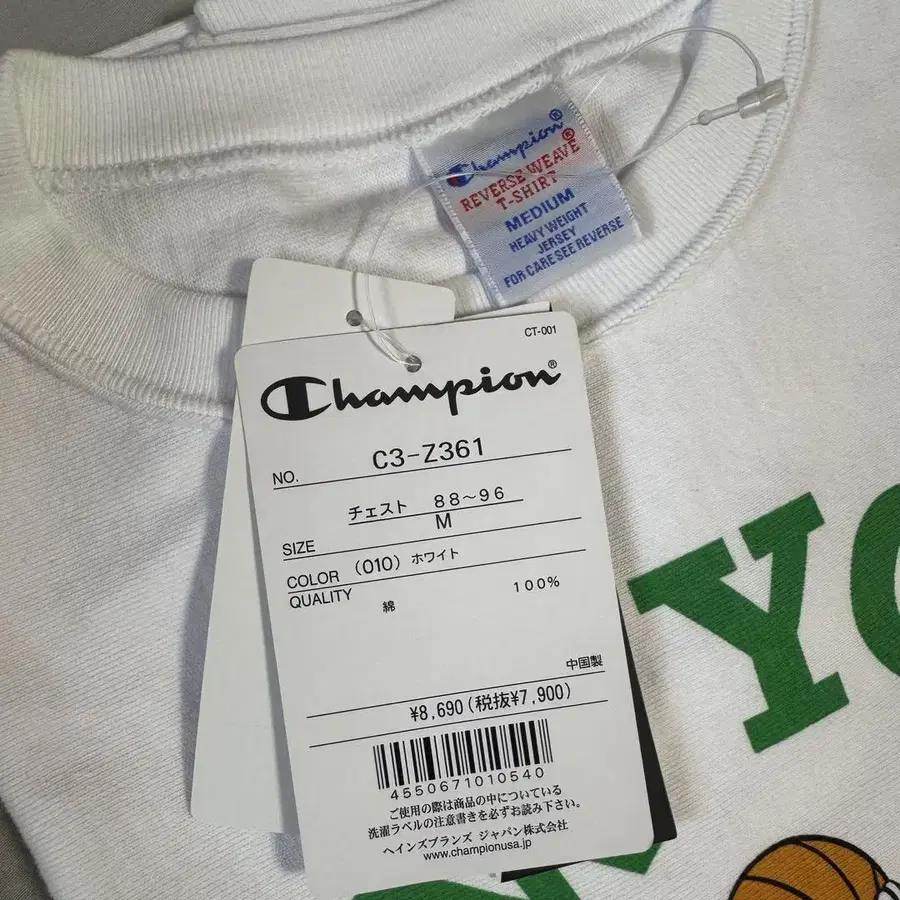 Champion®
REVERSE WEAVE®
T-SHIRT
MEDIUM
HEAVY WEIGHT
JERSEY
FOR CARE SEE REVERSE
CT-001
Champion®
NO. C3-Z361
チェスト 88～96
SIZE M
COLOR (010) ホワイト
QUALITY
綿 100%
中国製
¥8,690(税抜¥7,900)
4550671010540
ご使用の際は商品の中についている
洗濯ラベルの注意書きを必ずお読み下さい。
ヘインズブランズ ジャパン株式会社
www.championusa.jp
YO